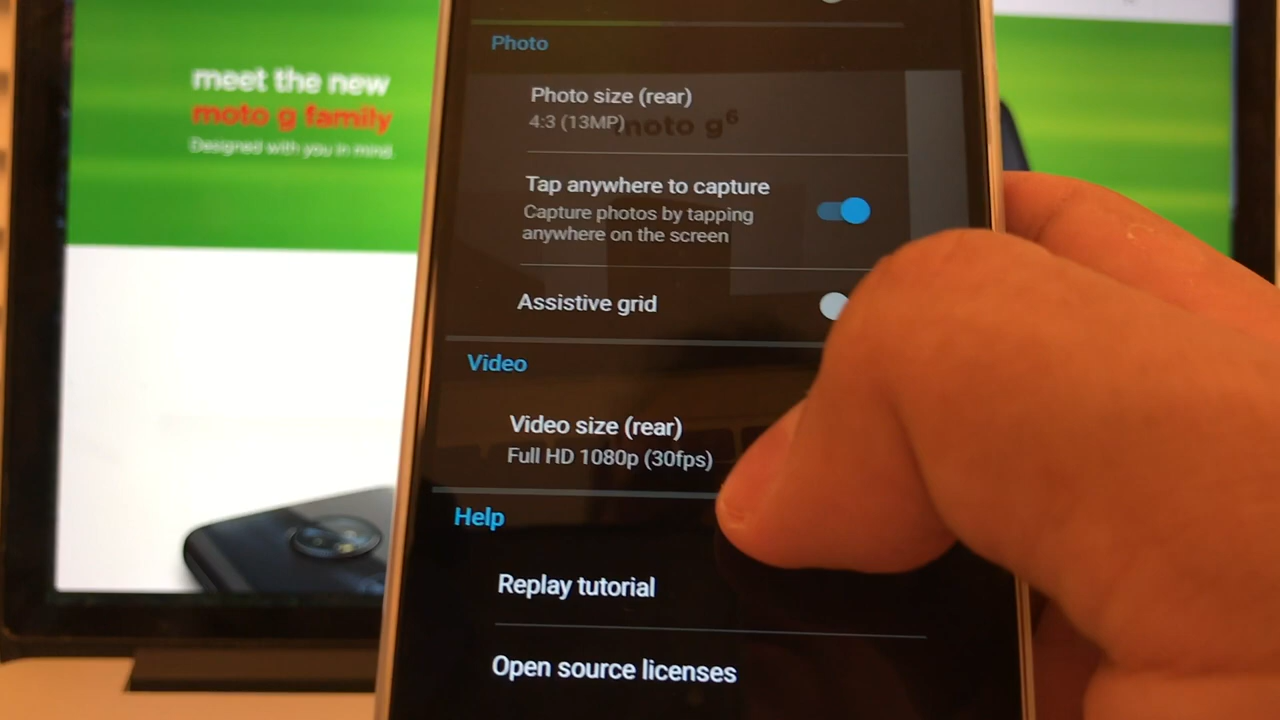 meet the new
moto g family
Designed with you in mind.
Photo
Photo size (rear)
4:3 (13MP)
moto g6
Tap anywhere to capture
Capture photos by tapping
anywhere on the screen
Assistive grid
Video
Video size (rear)
Full HD 1080p (30fps)
Help
Replay tutorial
Open source licenses